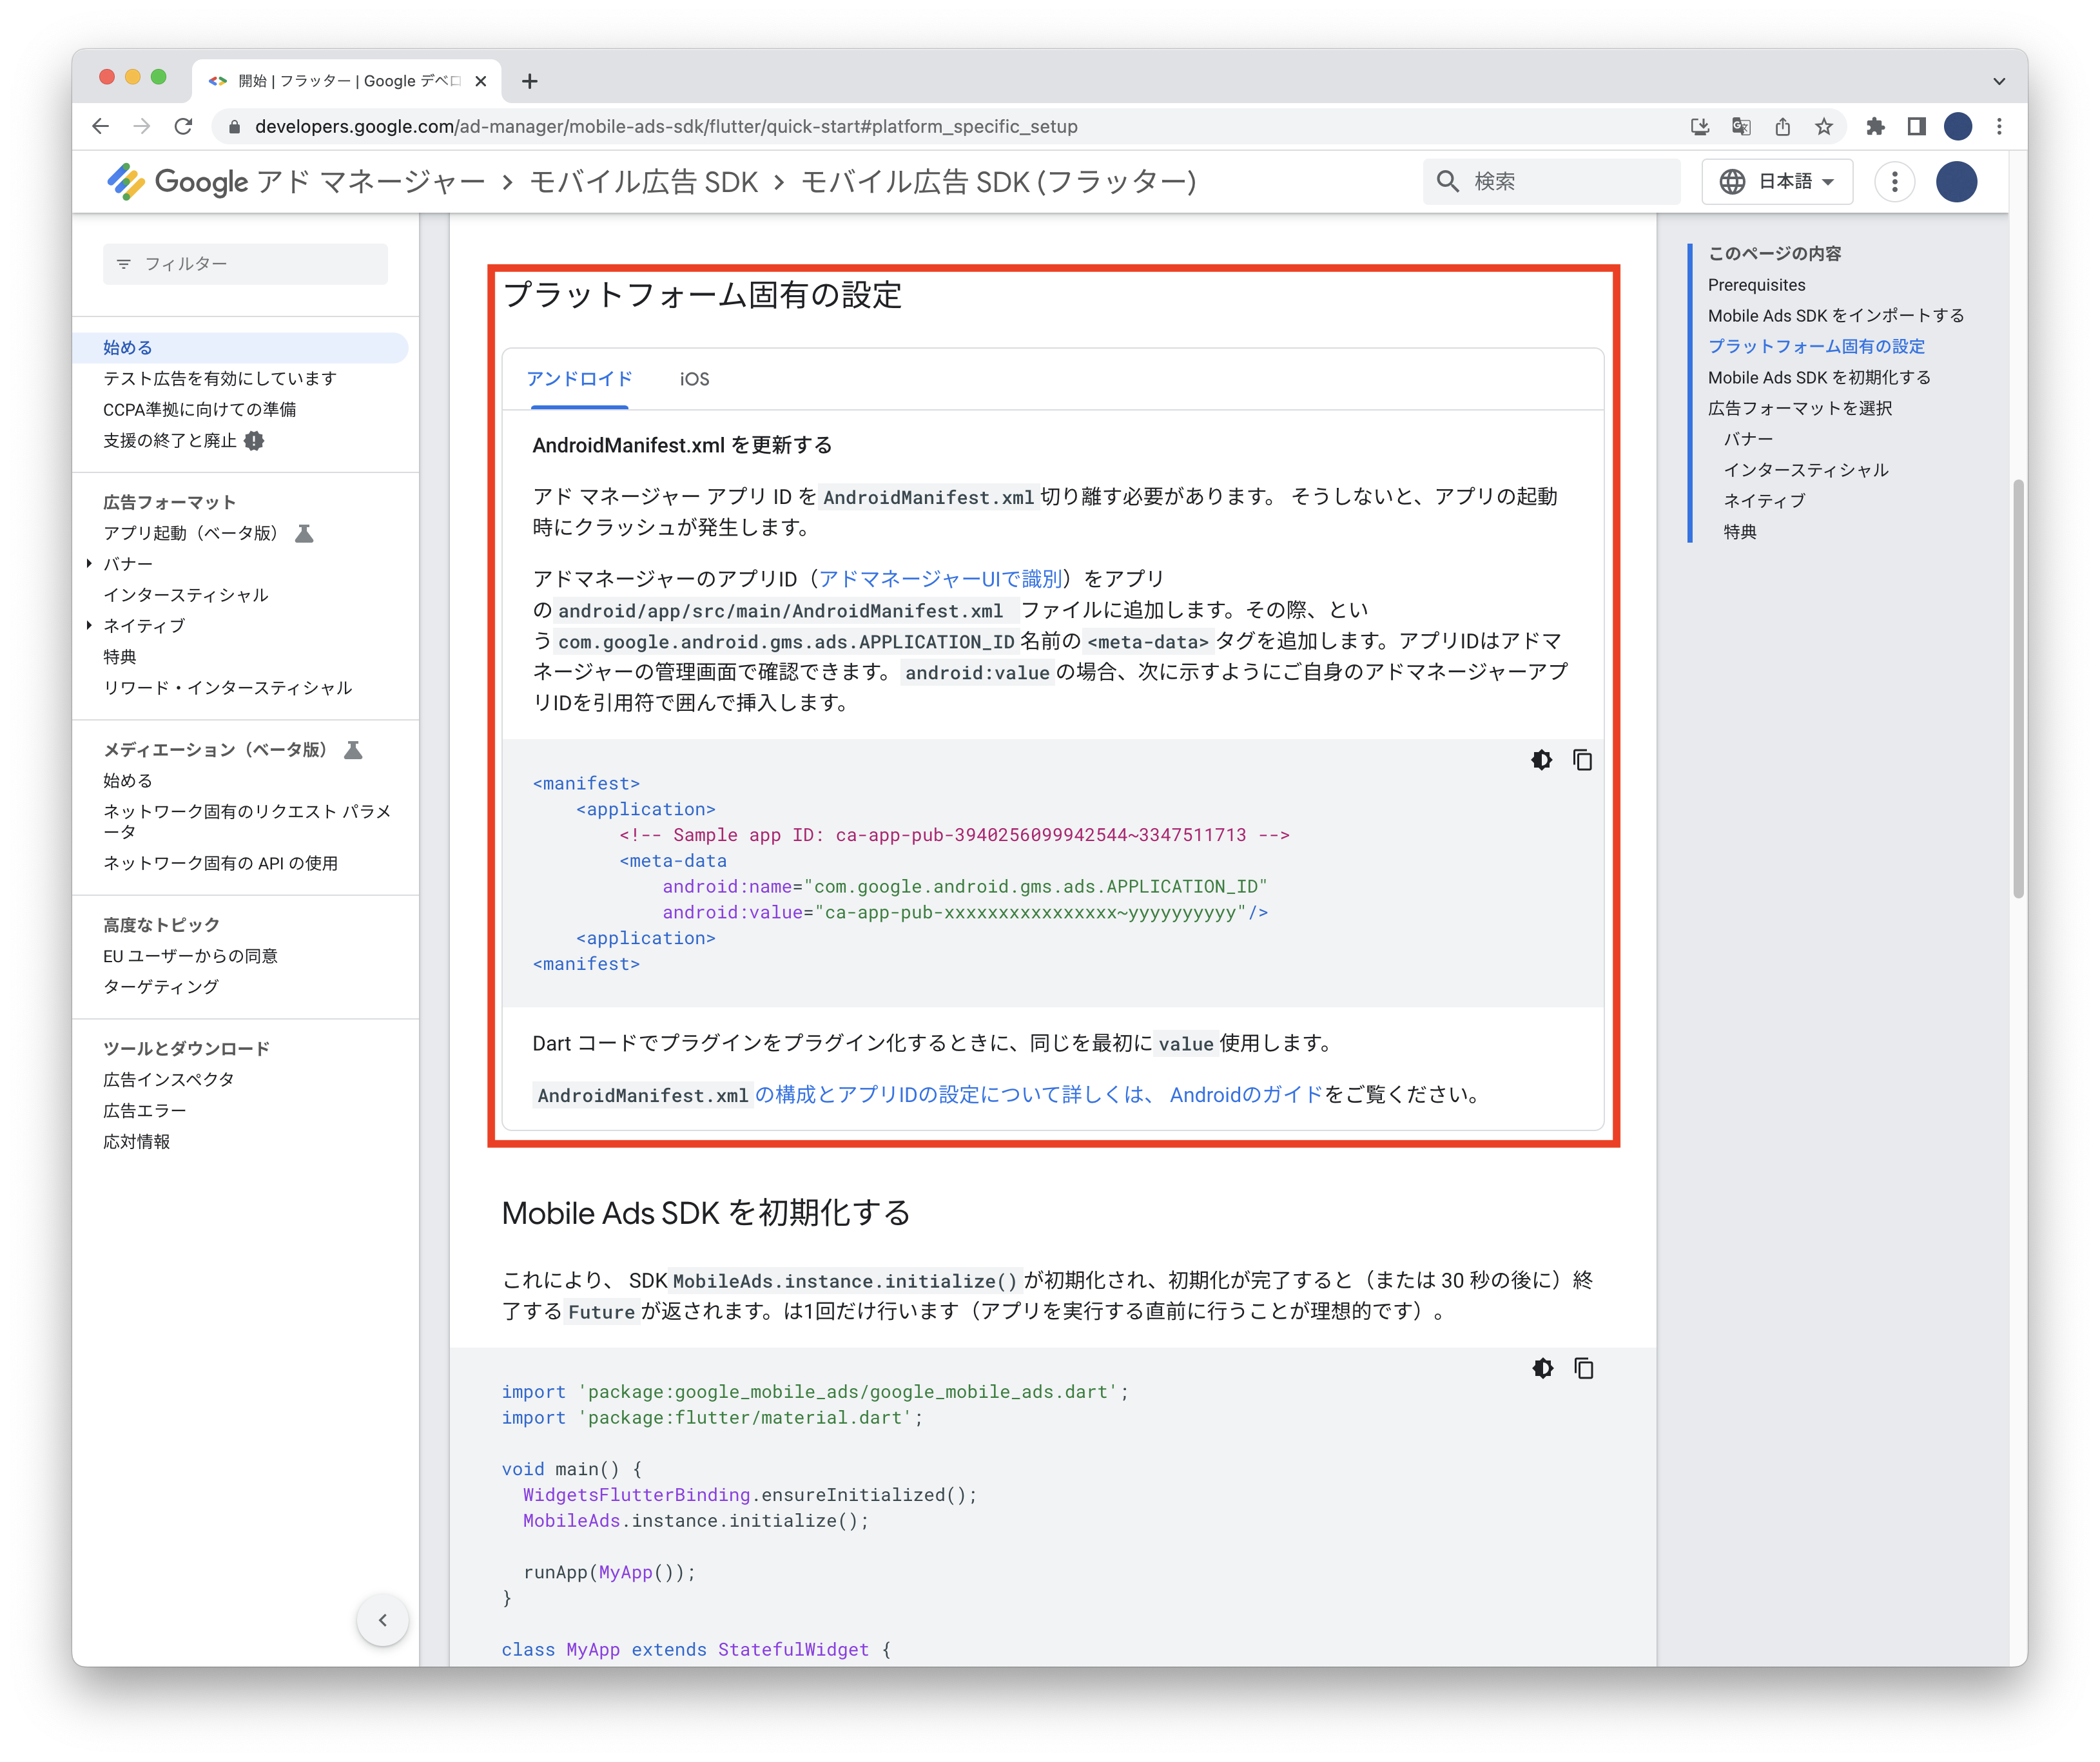 開始 | フラッター | Google デベロ
developers.google.com/ad-manager/mobile-ads-sdk/flutter/quick-start#platform_specific_setup
Google アド マネージャー > モバイル広告 SDK > モバイル広告 SDK (フラッター)
検索
日本語
フィルター
始める
テスト広告を有効にしています
CCPA準拠に向けての準備
支援の終了と廃止
広告フォーマット
アプリ起動（ベータ版）
バナー
インタースティシャル
ネイティブ
特典
リワード・インタースティシャル
メディエーション（ベータ版）
始める
ネットワーク固有のリクエスト パラメ
ータ
ネットワーク固有の API の使用
高度なトピック
EU ユーザーからの同意
ターゲティング
ツールとダウンロード
広告インスペクタ
広告エラー
応対情報
プラットフォーム固有の設定
アンドロイド
iOS
AndroidManifest.xml を更新する
アド マネージャー アプリ ID を AndroidManifest.xml 切り離す必要があります。 そうしないと、アプリの起動
時にクラッシュが発生します。
アドマネージャーのアプリID（アドマネージャーUIで識別）をアプリ
の android/app/src/main/AndroidManifest.xml ファイルに追加します。その際、とい
う com.google.android.gms.ads.APPLICATION_ID 名前の <meta-data> タグを追加します。アプリIDはアドマ
ネージャーの管理画面で確認できます。 android:value の場合、次に示すようにご自身のアドマネージャーアプ
リIDを引用符で囲んで挿入します。
<manifest>
    <application>
        <!-- Sample app ID: ca-app-pub-3940256099942544~3347511713 -->
        <meta-data
            android:name="com.google.android.gms.ads.APPLICATION_ID"
            android:value="ca-app-pub-xxxxxxxxxxxxxxxx~yyyyyyyyyy"/>
    <application>
<manifest>
Dart コードでプラグインをプラグイン化するときに、同じを最初に value 使用します。
AndroidManifest.xml の構成とアプリIDの設定について詳しくは、 Androidのガイドをご覧ください。
Mobile Ads SDK を初期化する
これにより、 SDK MobileAds.instance.initialize() が初期化され、初期化が完了すると（または 30 秒の後に）終
了する Future が返されます。は1回だけ行います（アプリを実行する直前に行うことが理想的です）。
import 'package:google_mobile_ads/google_mobile_ads.dart';
import 'package:flutter/material.dart';
void main() {
  WidgetsFlutterBinding.ensureInitialized();
  MobileAds.instance.initialize();
  runApp(MyApp());
}
class MyApp extends StatefulWidget {
このページの内容
Prerequisites
Mobile Ads SDK をインポートする
プラットフォーム固有の設定
Mobile Ads SDK を初期化する
広告フォーマットを選択
バナー
インタースティシャル
ネイティブ
特典